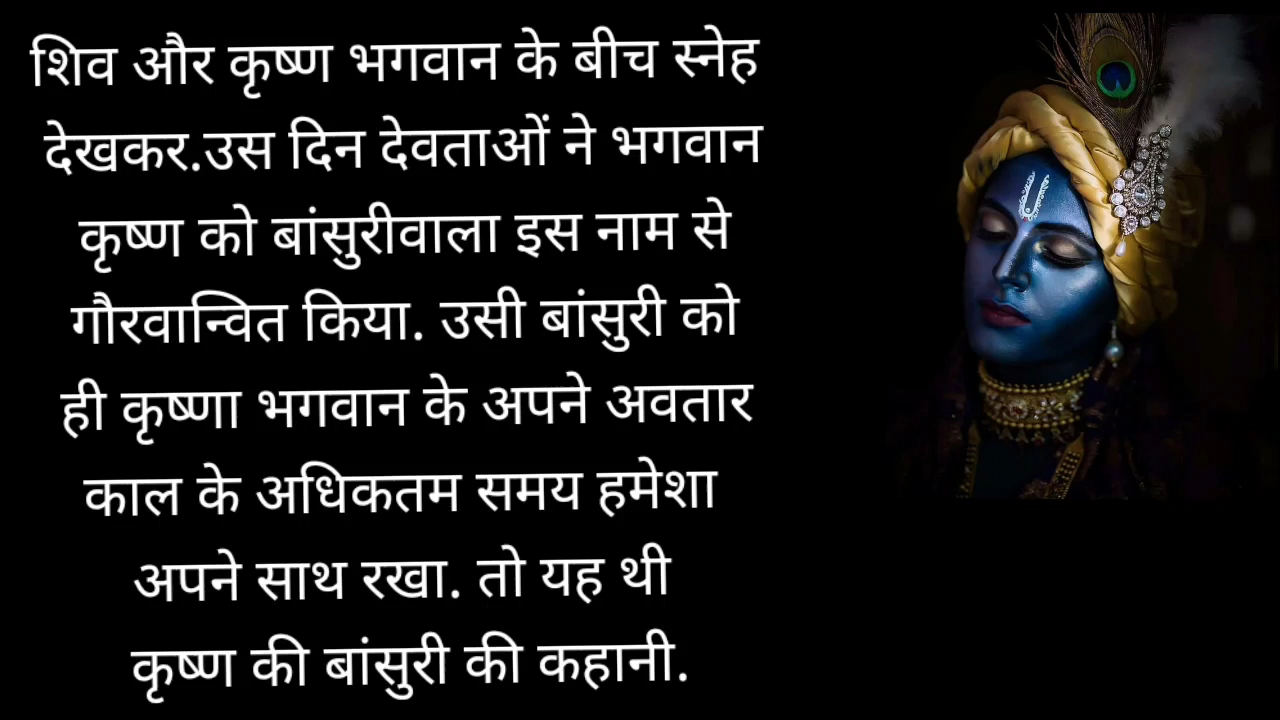 शिव और कृष्ण भगवान के बीच स्नेह
देखकर.उस दिन देवताओं ने भगवान
कृष्ण को बांसुरीवाला इस नाम से
गौरवान्वित किया. उसी बांसुरी को
ही कृष्णा भगवान के अपने अवतार
काल के अधिकतम समय हमेशा
अपने साथ रखा. तो यह थी
कृष्ण की बांसुरी की कहानी.